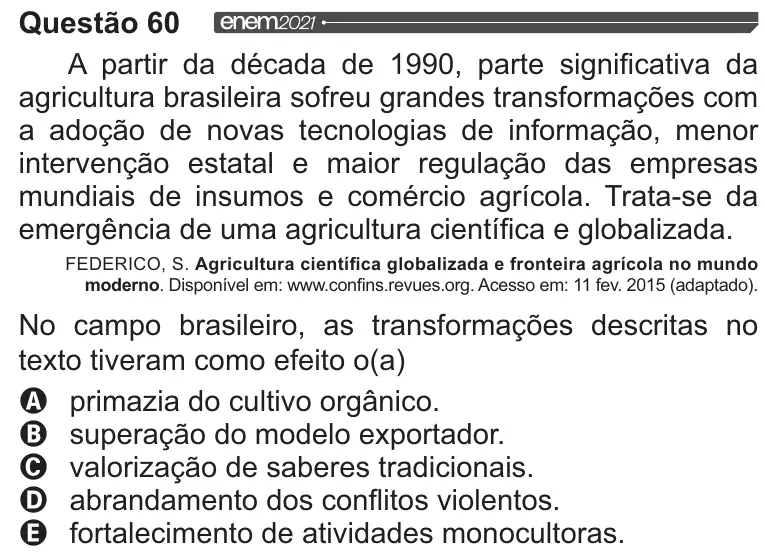 Questão 60 enem2021
A partir da década de 1990, parte significativa da
agricultura brasileira sofreu grandes transformações com
a adoção de novas tecnologias de informação, menor
intervenção estatal e maior regulação das empresas
mundiais de insumos e comércio agrícola. Trata-se da
emergência de uma agricultura científica e globalizada.
FEDERICO, S. Agricultura científica globalizada e fronteira agrícola no mundo
moderno. Disponível em: www.confins.revues.org. Acesso em: 11 fev. 2015 (adaptado).
No campo brasileiro, as transformações descritas no
texto tiveram como efeito o(a)
A primazia do cultivo orgânico.
B superação do modelo exportador.
C valorização de saberes tradicionais.
D abrandamento dos conflitos violentos.
E fortalecimento de atividades monocultoras.